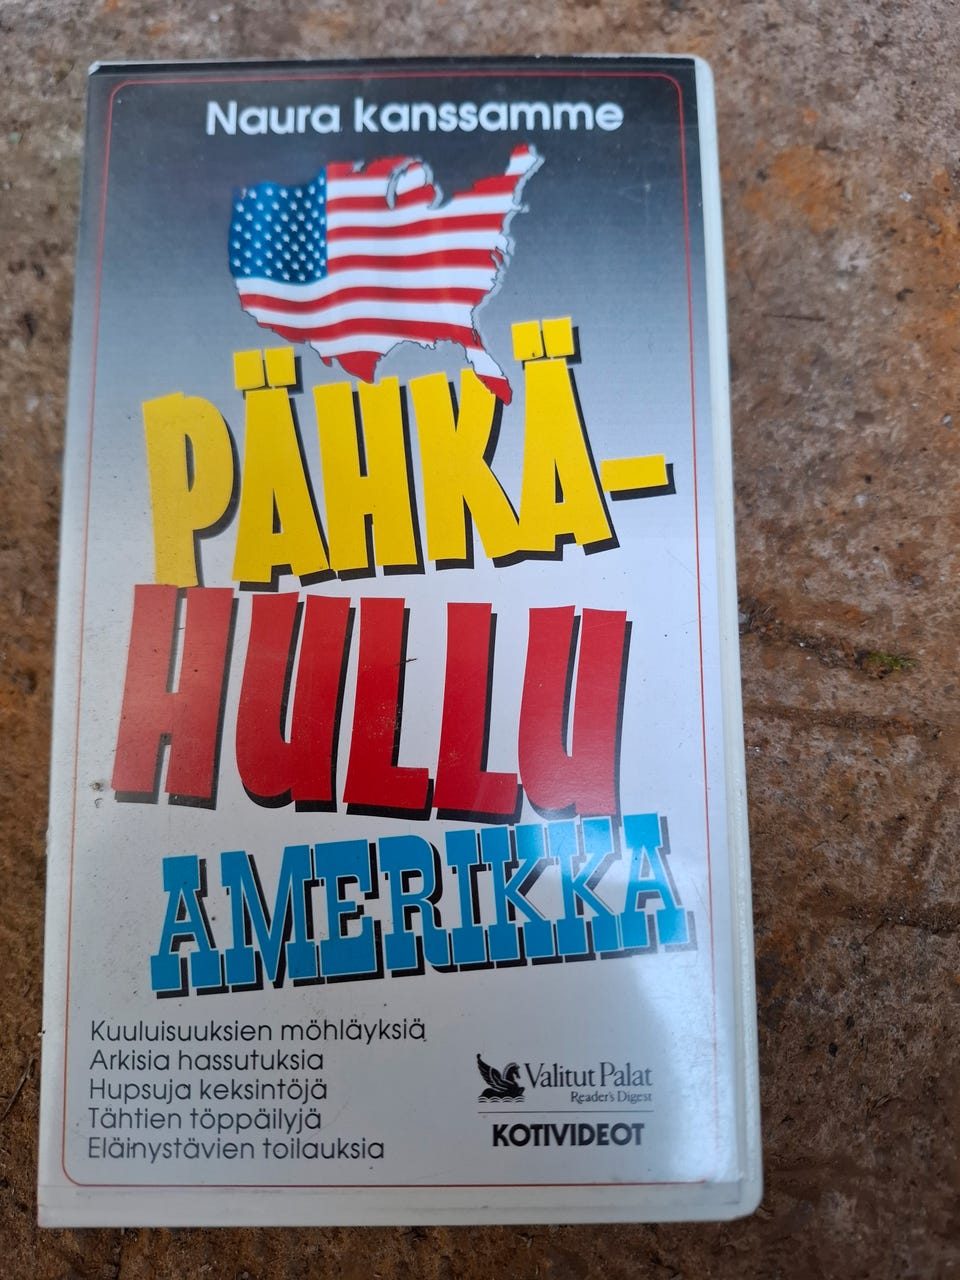 Naura kanssamme
PÄHKÄ-
HULLU
AMERIKKA
Kuuluisuuksien möhläyksiä
Arkisia hassutuksia
Hupsuja keksintöjä
Tähtien töppäilyjä
Eläinystävien toilauksia
Valitut Palat
Reader's Digest
KOTIVIDEOT